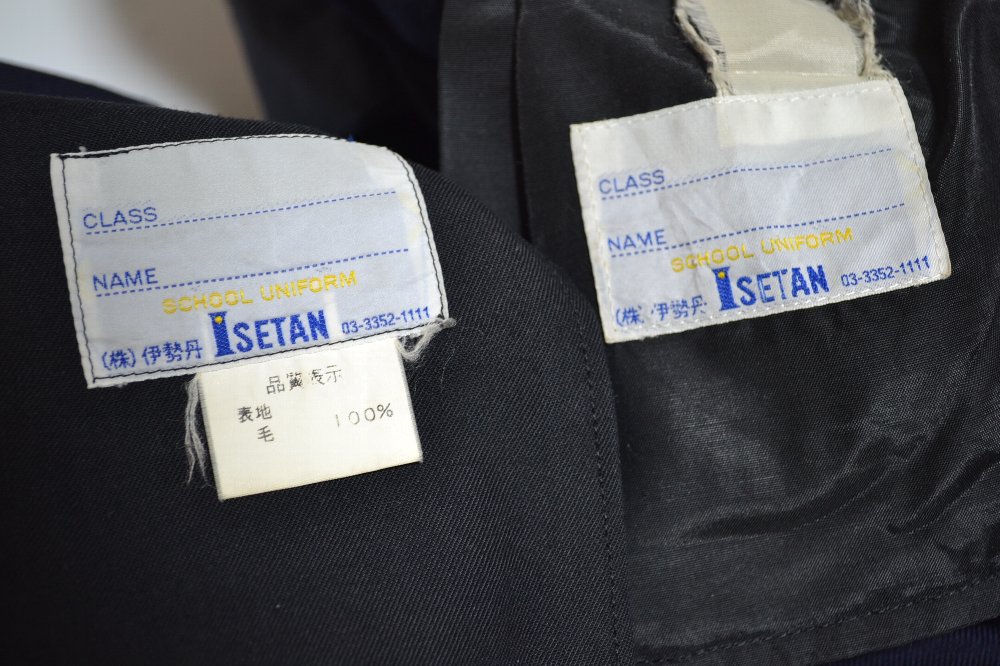 CLASS
NAME
SCHOOL UNIFORM
(株) 伊勢丹 ISETAN 03-3352-1111
品質表示
表地
毛 100%
CLASS
NAME
SCHOOL UNIFORM
(株) 伊勢丹 ISETAN 03-3352-1111